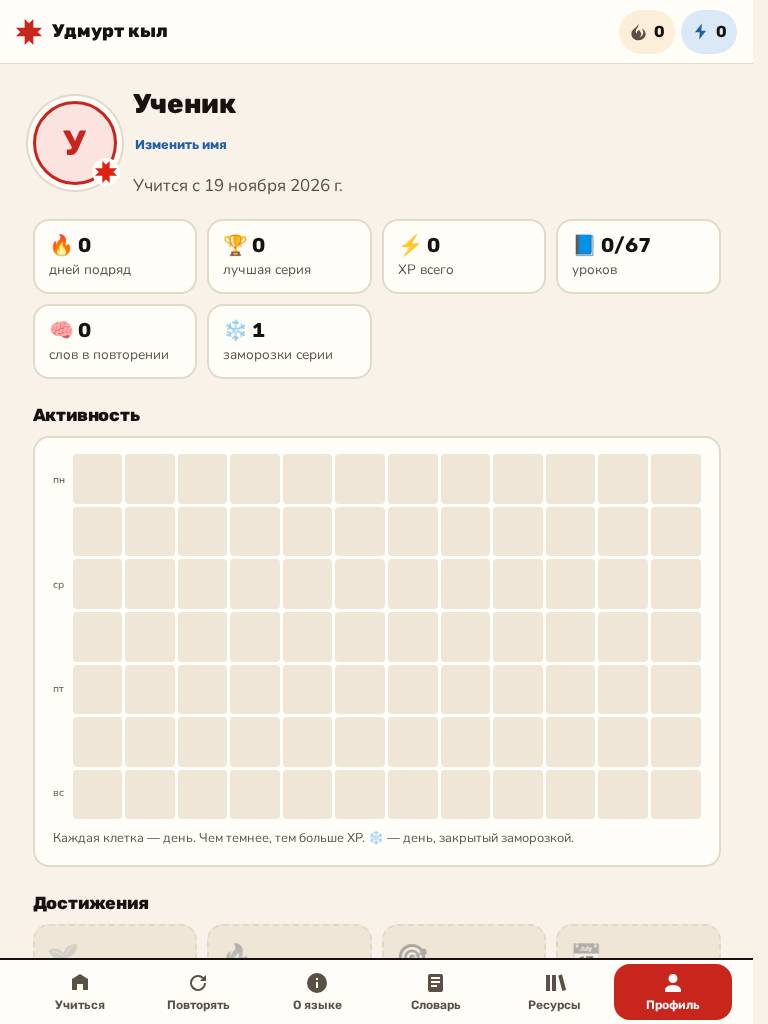 Удмурт кыл
0
0
У
Ученик
Изменить имя
Учится с 19 ноября 2026 г.
0
дней подряд
0
лучшая серия
0
XP всего
0/67
уроков
0
слов в повторении
1
заморозки серии
Активность
пн
ср
пт
вс
Каждая клетка — день. Чем темнее, тем больше XP. ❄️ — день, закрытый заморозкой.
Достижения
Учиться
Повторять
О языке
Словарь
Ресурсы
Профиль